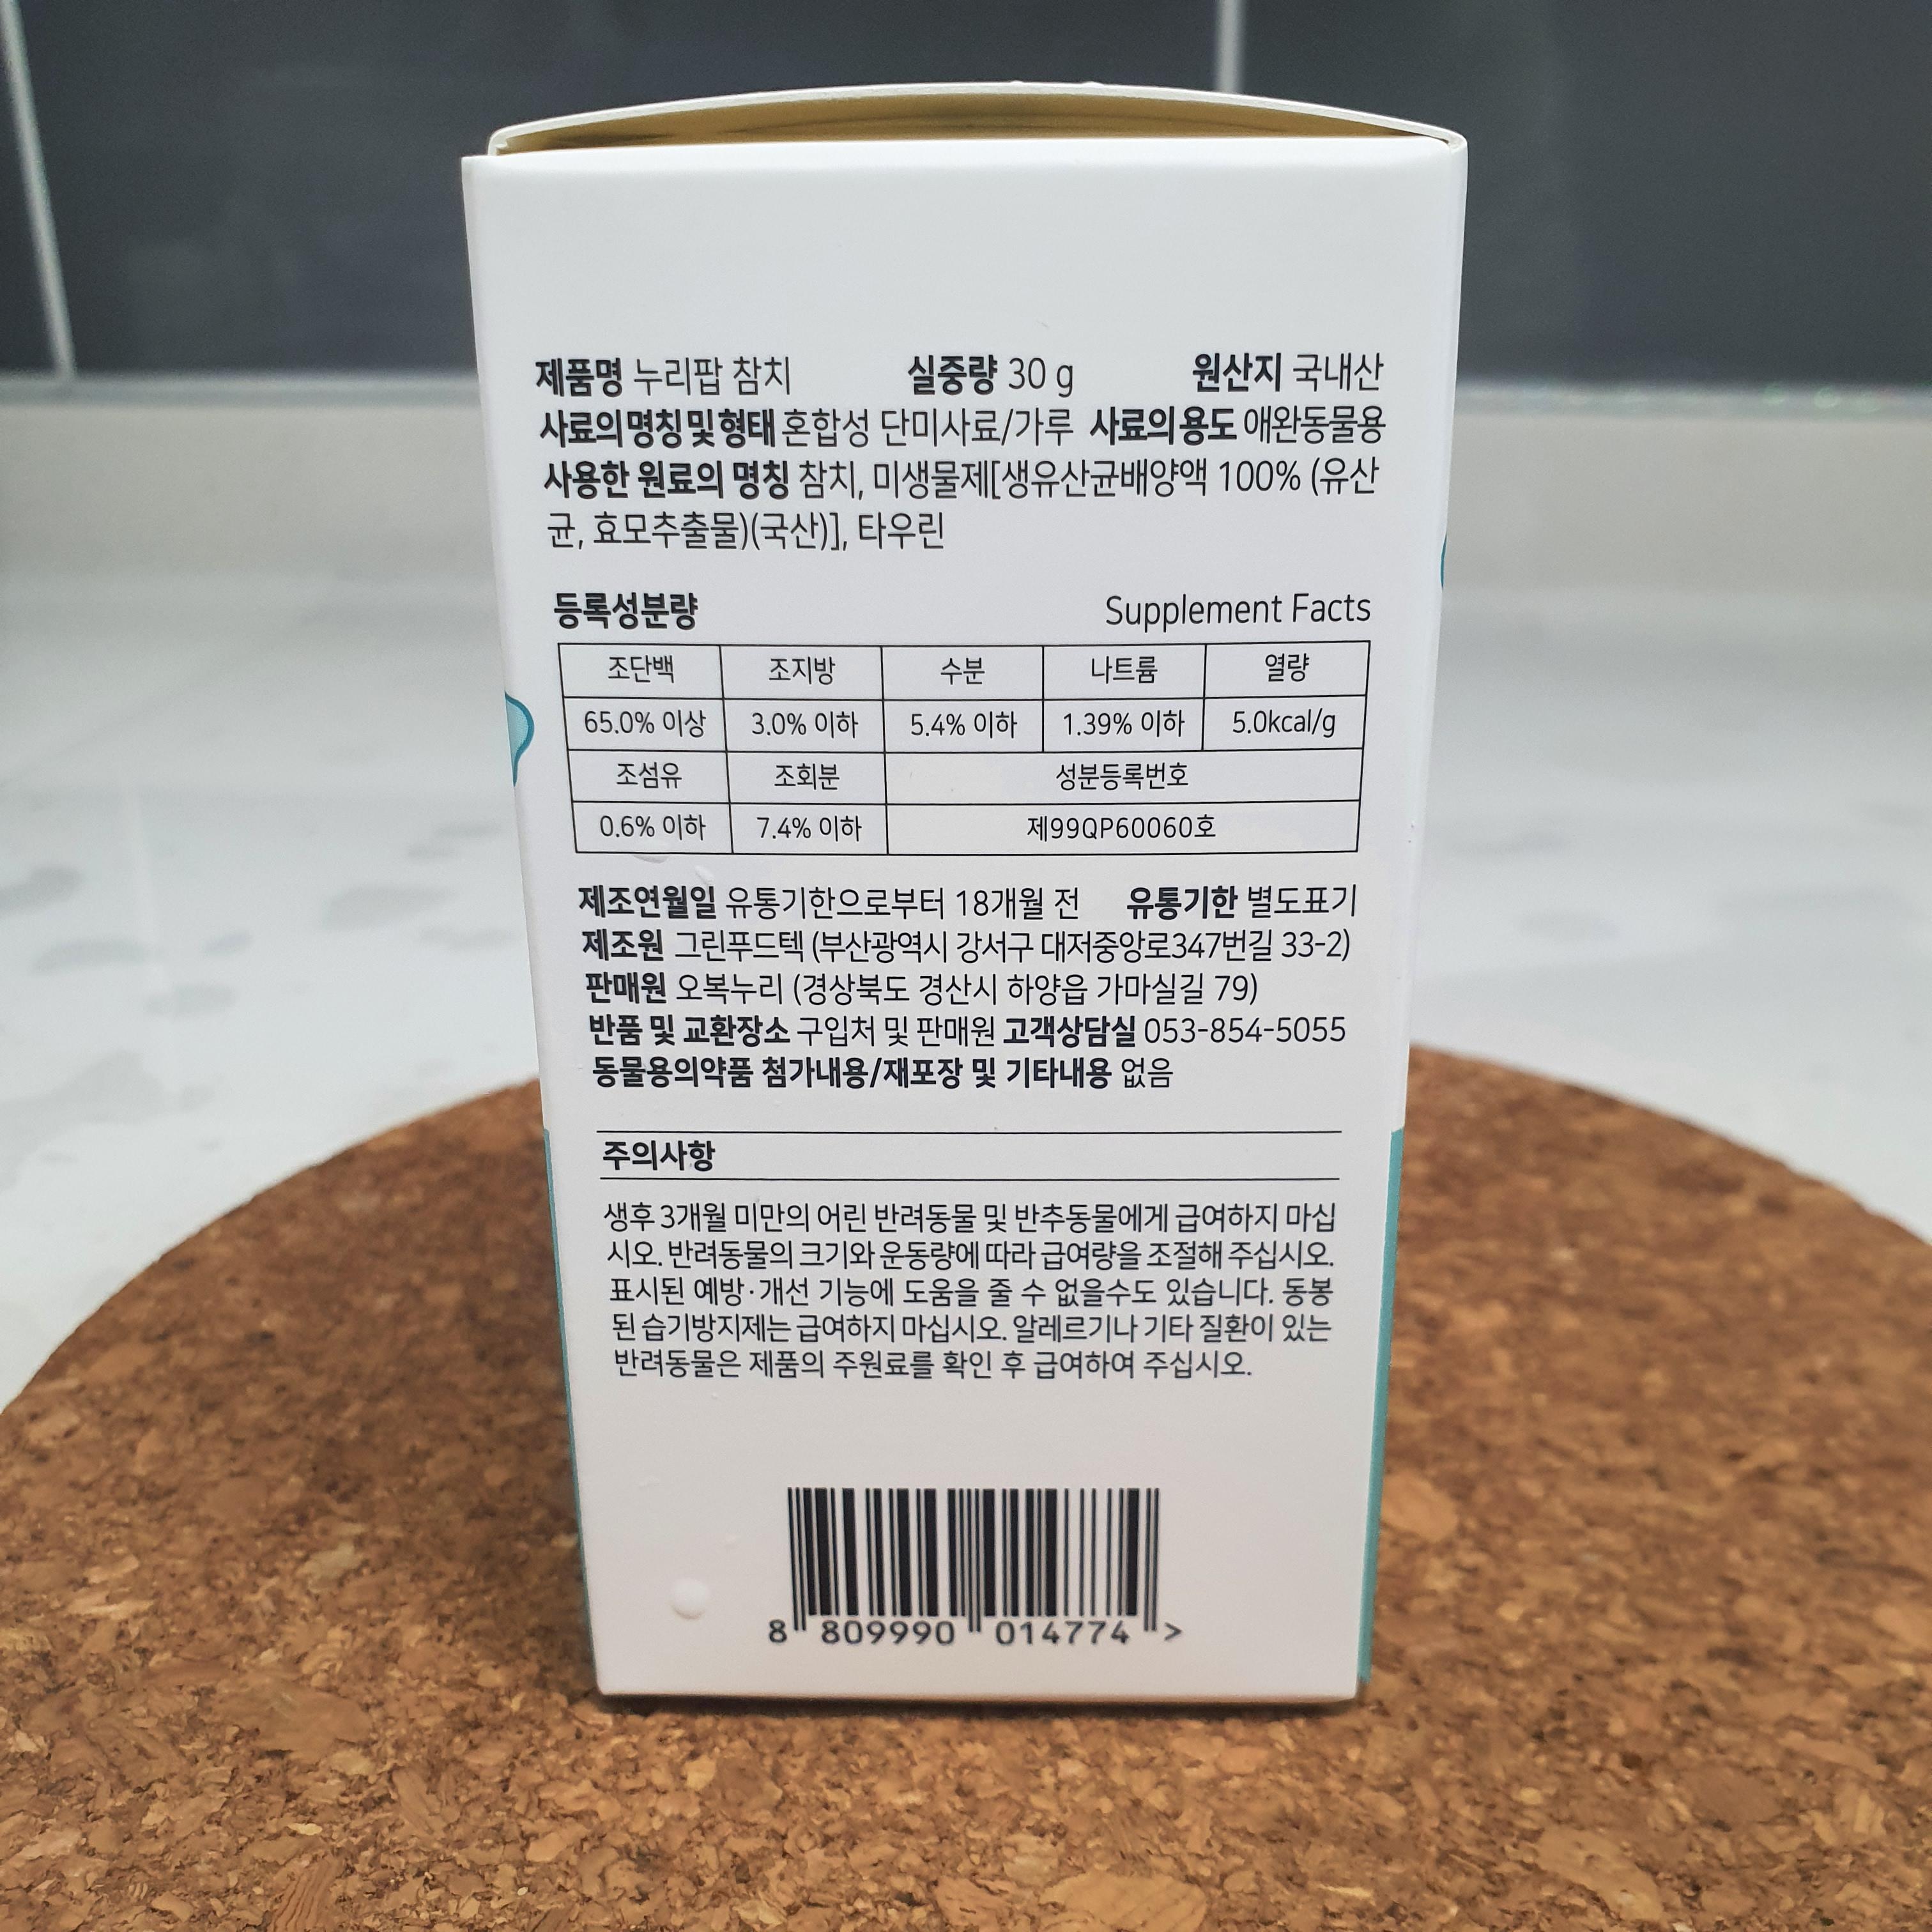 제품명 누리팝 참치 실중량 30 g 원산지 국내산
사료의명칭및형태 혼합성 단미사료/가루 사료의용도 애완동물용
사용한 원료의 명칭 참치, 미생물제[생유산균배양액 100% (유산
균, 효모추출물)(국산)], 타우린
등록성분량 Supplement Facts
조단백 조지방 수분 나트륨 열량
65.0% 이상 3.0% 이하 5.4% 이하 1.39% 이하 5.0kcal/g
조섬유 조회분 성분등록번호
0.6% 이하 7.4% 이하 제99QP60060호
제조연월일 유통기한으로부터 18개월 전 유통기한 별도표기
제조원 그린푸드텍 (부산광역시 강서구 대저중앙로347번길 33-2)
판매원 오복누리 (경상북도 경산시 하양읍 가마실길 79)
반품 및 교환장소 구입처 및 판매원 고객상담실 053-854-5055
동물용의약품 첨가내용/재포장 및 기타내용 없음
주의사항
생후 3개월 미만의 어린 반려동물 및 반추동물에게 급여하지 마십
시오. 반려동물의 크기와 운동량에 따라 급여량을 조절해 주십시오.
표시된 예방·개선 기능에 도움을 줄 수 없을수도 있습니다. 동봉
된 습기방지제는 급여하지 마십시오. 알레르기나 기타 질환이 있는
반려동물은 제품의 주원료를 확인 후 급여하여 주십시오.
8 809990 014774 >